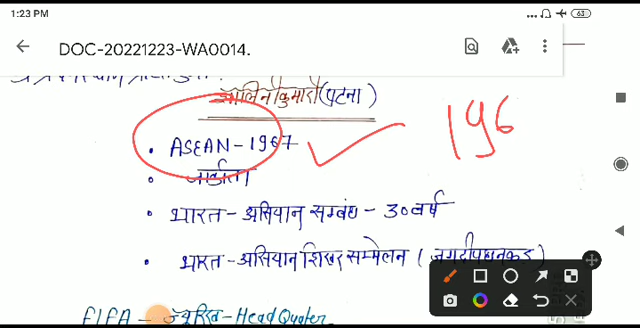 1:23 PM
63
DOC-20221223-WA0014.
कुमारी (पटना)
196
• ASEAN - 1967
• जार्काता
• भारत - असियान सम्बंध - 30 वर्ष
• भारत - असियान शिखर सम्मेलन (
FIFA - - Head Quater